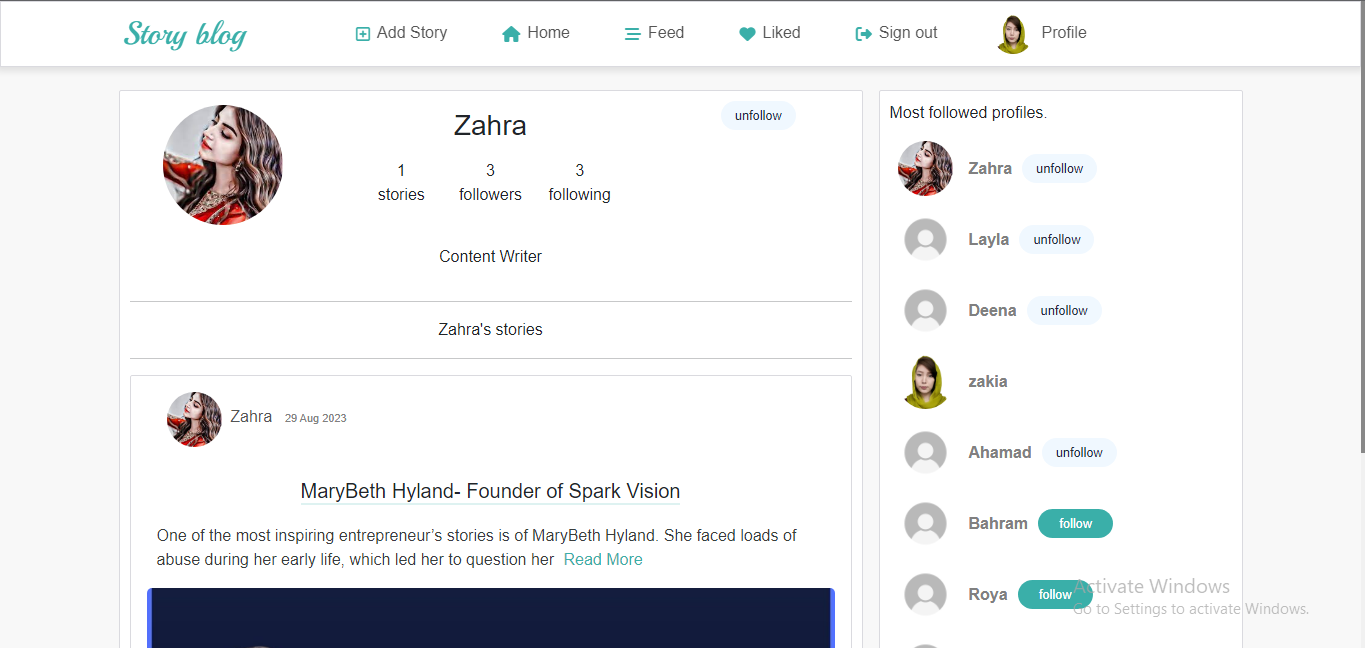 Story blog
Add Story
Home
Feed
Liked
Sign out
Profile
Zahra
unfollow
1
stories
3
followers
3
following
Content Writer
Zahra's stories
Zahra 29 Aug 2023
MaryBeth Hyland- Founder of Spark Vision
One of the most inspiring entrepreneur’s stories is of MaryBeth Hyland. She faced loads of
abuse during her early life, which led her to question her Read More
Most followed profiles.
Zahra unfollow
Layla unfollow
Deena unfollow
zakia
Ahamad unfollow
Bahram follow
Roya follow
Activate Windows
Go to Settings to activate Windows.